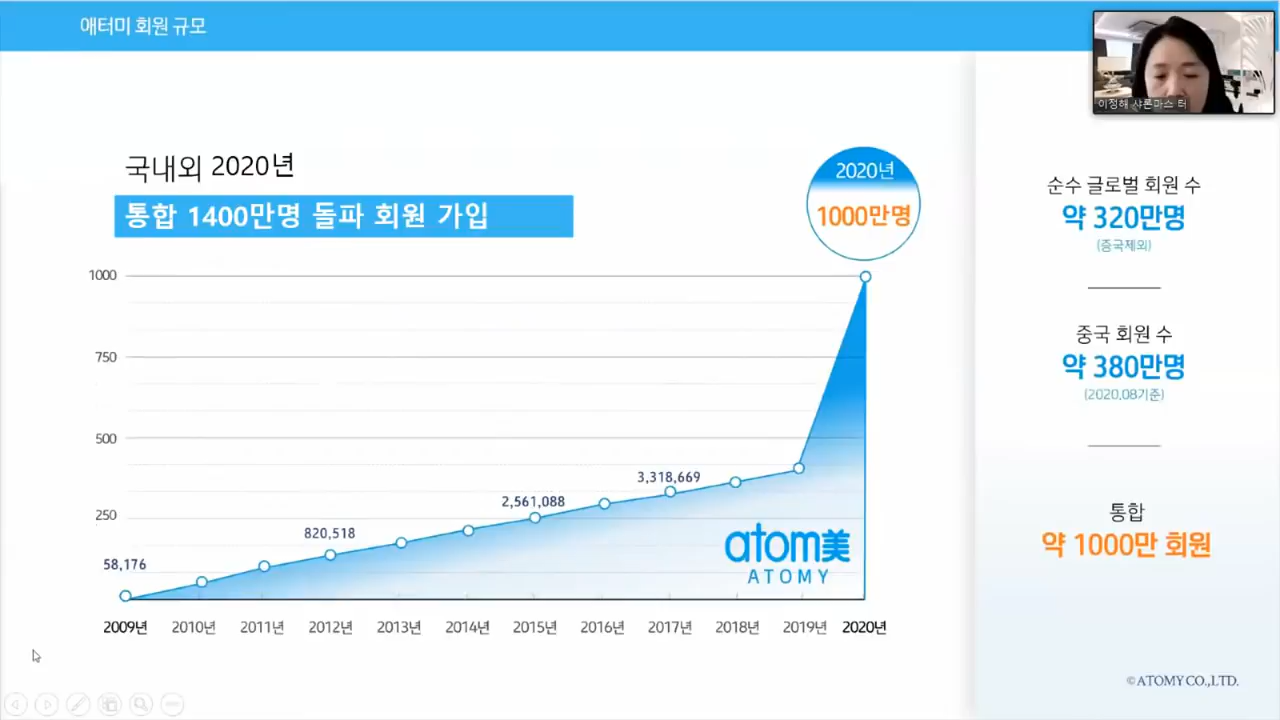 애터미 회원 규모
이정해 샤론마스 터
국내외 2020년
통합 1400만명 돌파 회원 가입
2020년
1000만명
1000
750
500
250
58,176
820,518
2,561,088
3,318,669
atom美
ATOMY
2009년 2010년 2011년 2012년 2013년 2014년 2015년 2016년 2017년 2018년 2019년 2020년
순수 글로벌 회원 수
약 320만명
(중국제외)
중국 회원 수
약 380만명
(2020.08기준)
통합
약 1000만 회원
©ATOMY CO.,LTD.